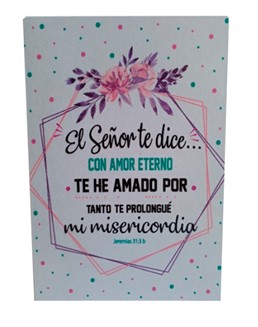 El Señor te dice...
CON AMOR ETERNO
TE HE AMADO POR
TANTO TE PROLONGUÉ
mi misericordia
Jeremías 31:3 b